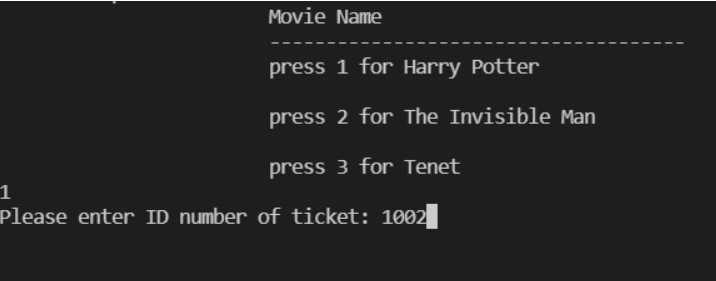 Movie Name
-------------------------------------
press 1 for Harry Potter
press 2 for The Invisible Man
press 3 for Tenet
1
Please enter ID number of ticket: 1002